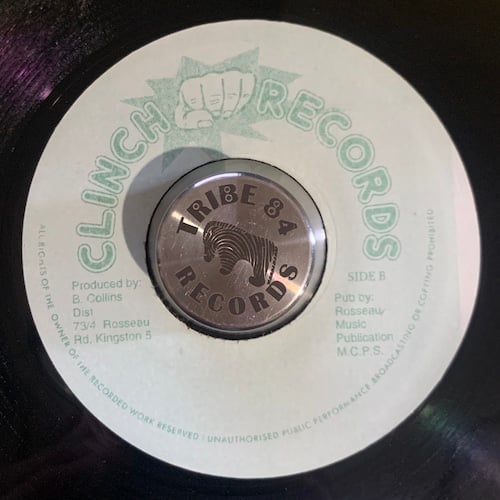 CLINCH RECORDS
TRIBE 84
RECORDS
SIDE B
Produced by:
B. Collins
Dist
73/4 Rosseau
Rd. Kingston 5
Pub by:
Rosseau
Music
Publication
M.C.P.S.
ALL RIGHTS OF THE OWNER OF THE RECORDED WORK RESERVED UNAUTHORISED PUBLIC PERFORMANCE BROADCASTING OR COPYING PROHIBITED